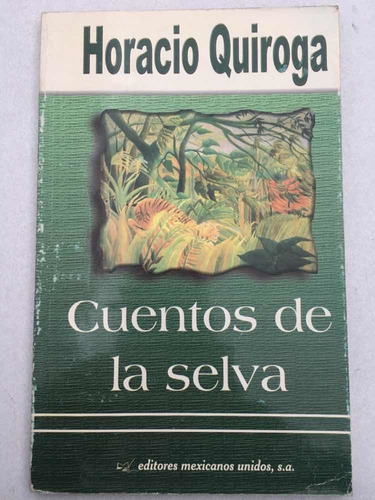 Horacio Quiroga
Cuentos de
la selva
editores mexicanos unidos, s.a.